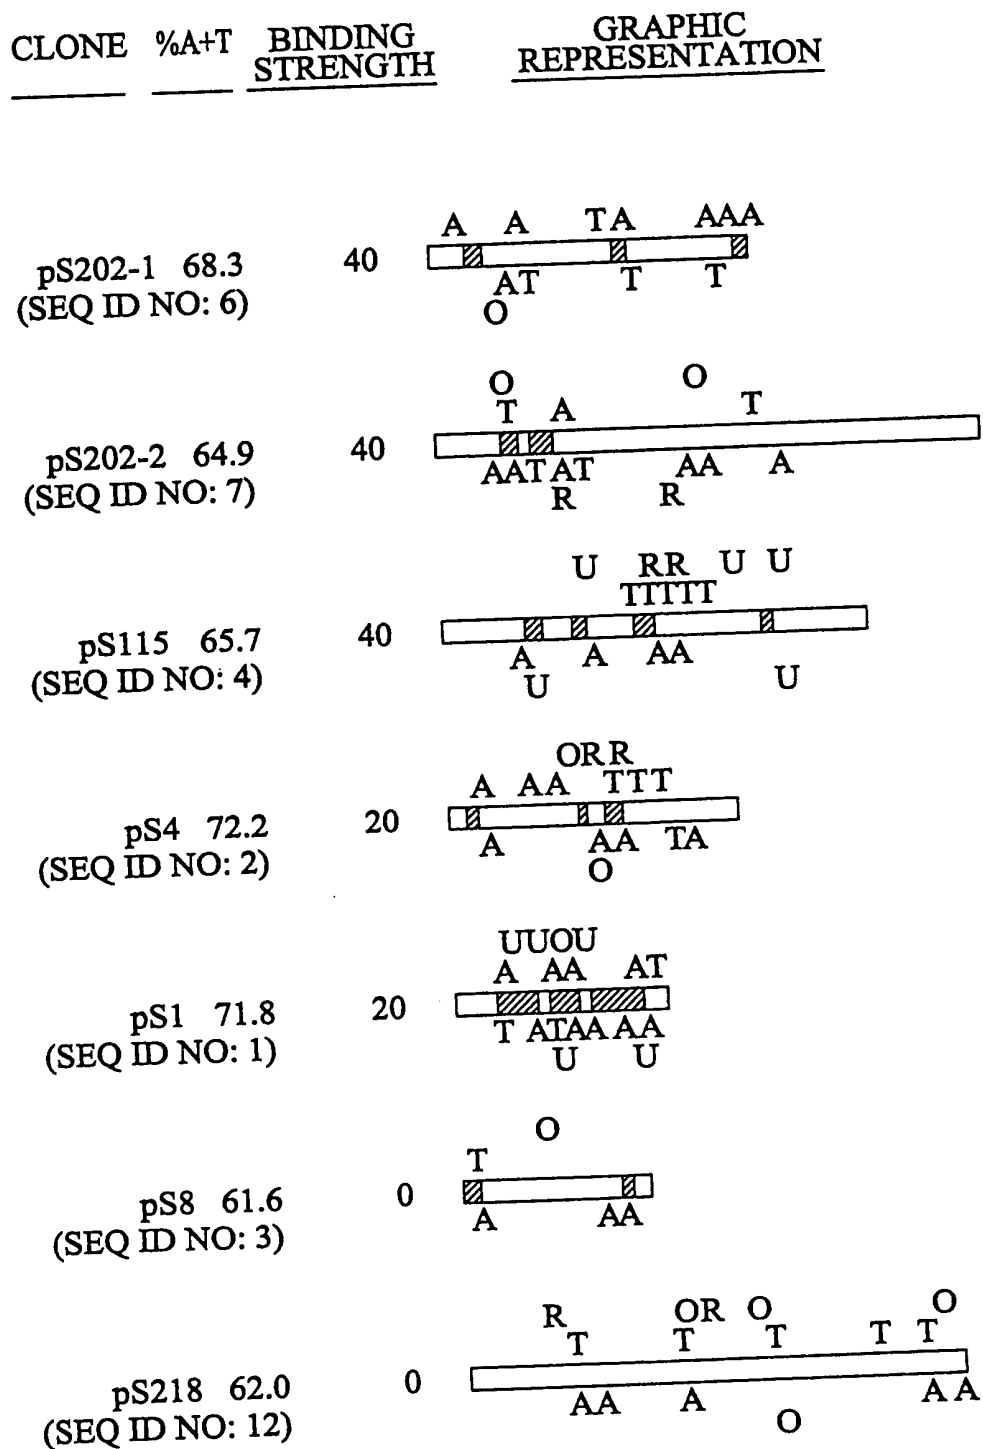 CLONE %A+T BINDING STRENGTH GRAPHIC REPRESENTATION
A A T A AAA
pS202-1 68.3 40
(SEQ ID NO: 6)
AT T T
O
O O
T A T
pS202-2 64.9 40
(SEQ ID NO: 7)
AAT AT AA A
R R
U RR U U
TTTTT
pS115 65.7 40
(SEQ ID NO: 4)
A A AA
U U
OR R
A AA TTT
pS4 72.2 20
(SEQ ID NO: 2)
A AA TA
O
UUOU
A AA AT
pS1 71.8 20
(SEQ ID NO: 1)
T ATAA AA
U U
O
T
pS8 61.6 0
(SEQ ID NO: 3)
A AA
R OR O O
T T T T T
pS218 62.0 0
(SEQ ID NO: 12)
AA A A A
O